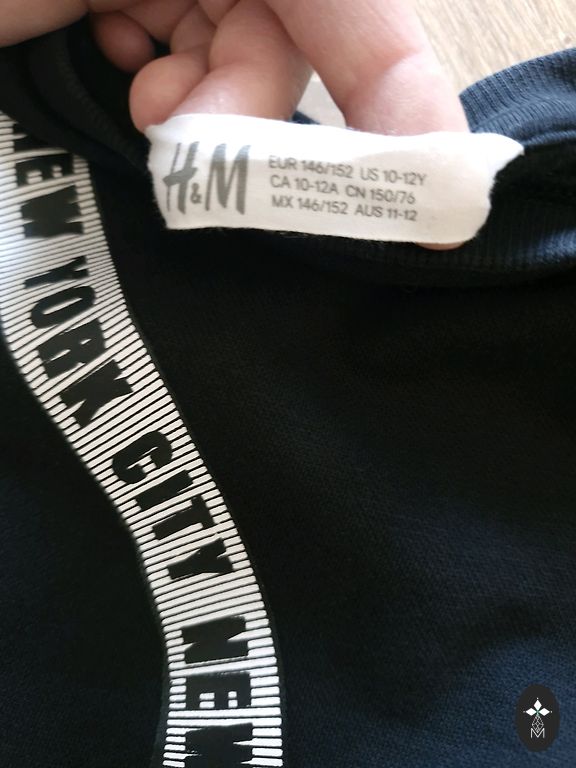 H&M
EUR 146/152 US 10-12Y
CA 10-12A CN 150/76
MX 146/152 AUS 11-12
NEW YORK CITY NEW
M